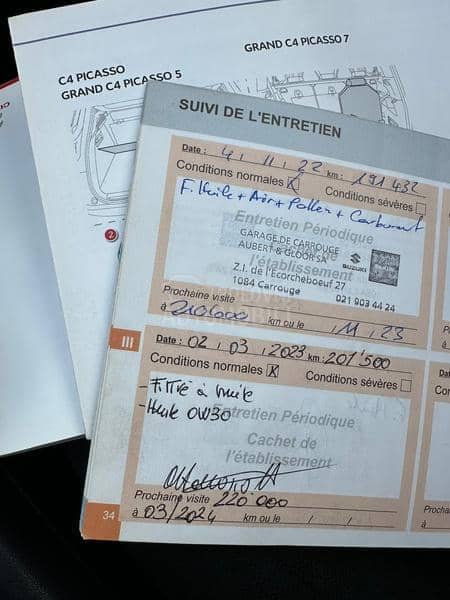 C4 PICASSO
GRAND C4 PICASSO 5
GRAND C4 PICASSO 7
2
SUIVI DE L'ENTRETIEN
Date : 4 / 11 / 22 km : 191 432
Conditions normales X Conditions sévères
F. Huile + Air + Pollen + Carburant
Entretien Périodique
GARAGE DE CARROUGE
AUBERT & GLOOR SA
SUZUKI
l'établissement
Z.I. de l'Ecorcheboeuf 27
1084 Carrouge 021 903 44 24
Prochaine visite
à 210'000 km ou le / 11 / 23
III
Date : 02 / 03 / 2023 km : 201'500
Conditions normales X Conditions sévères
- Filtre à huile
- Huile 0W30
Entretien Périodique
Cachet de
l'établissement
Prochaine visite 220'000
à 03/2024 km ou le / /
34
Proc
à